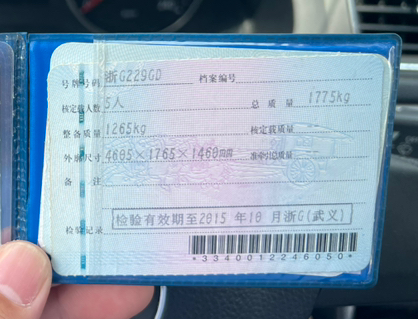 号牌号码 浙G229GD 档案编号
核定载人数 5人 总质量 1775kg
整备质量 1265kg 核定载质量
外廓尺寸 4605×1765×1460mm 准牵引总质量
备注
检验记录 检验有效期至2015年10月浙G(武义)
*3340012246050*